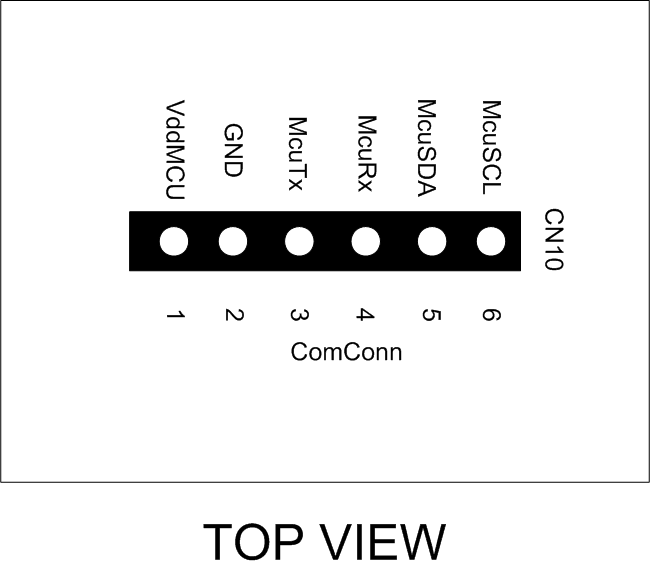 VddMCU
GND
McuTx
McuRx
McuSDA
McuSCL
CN10
1
2
3
4
5
6
ComConn
TOP VIEW